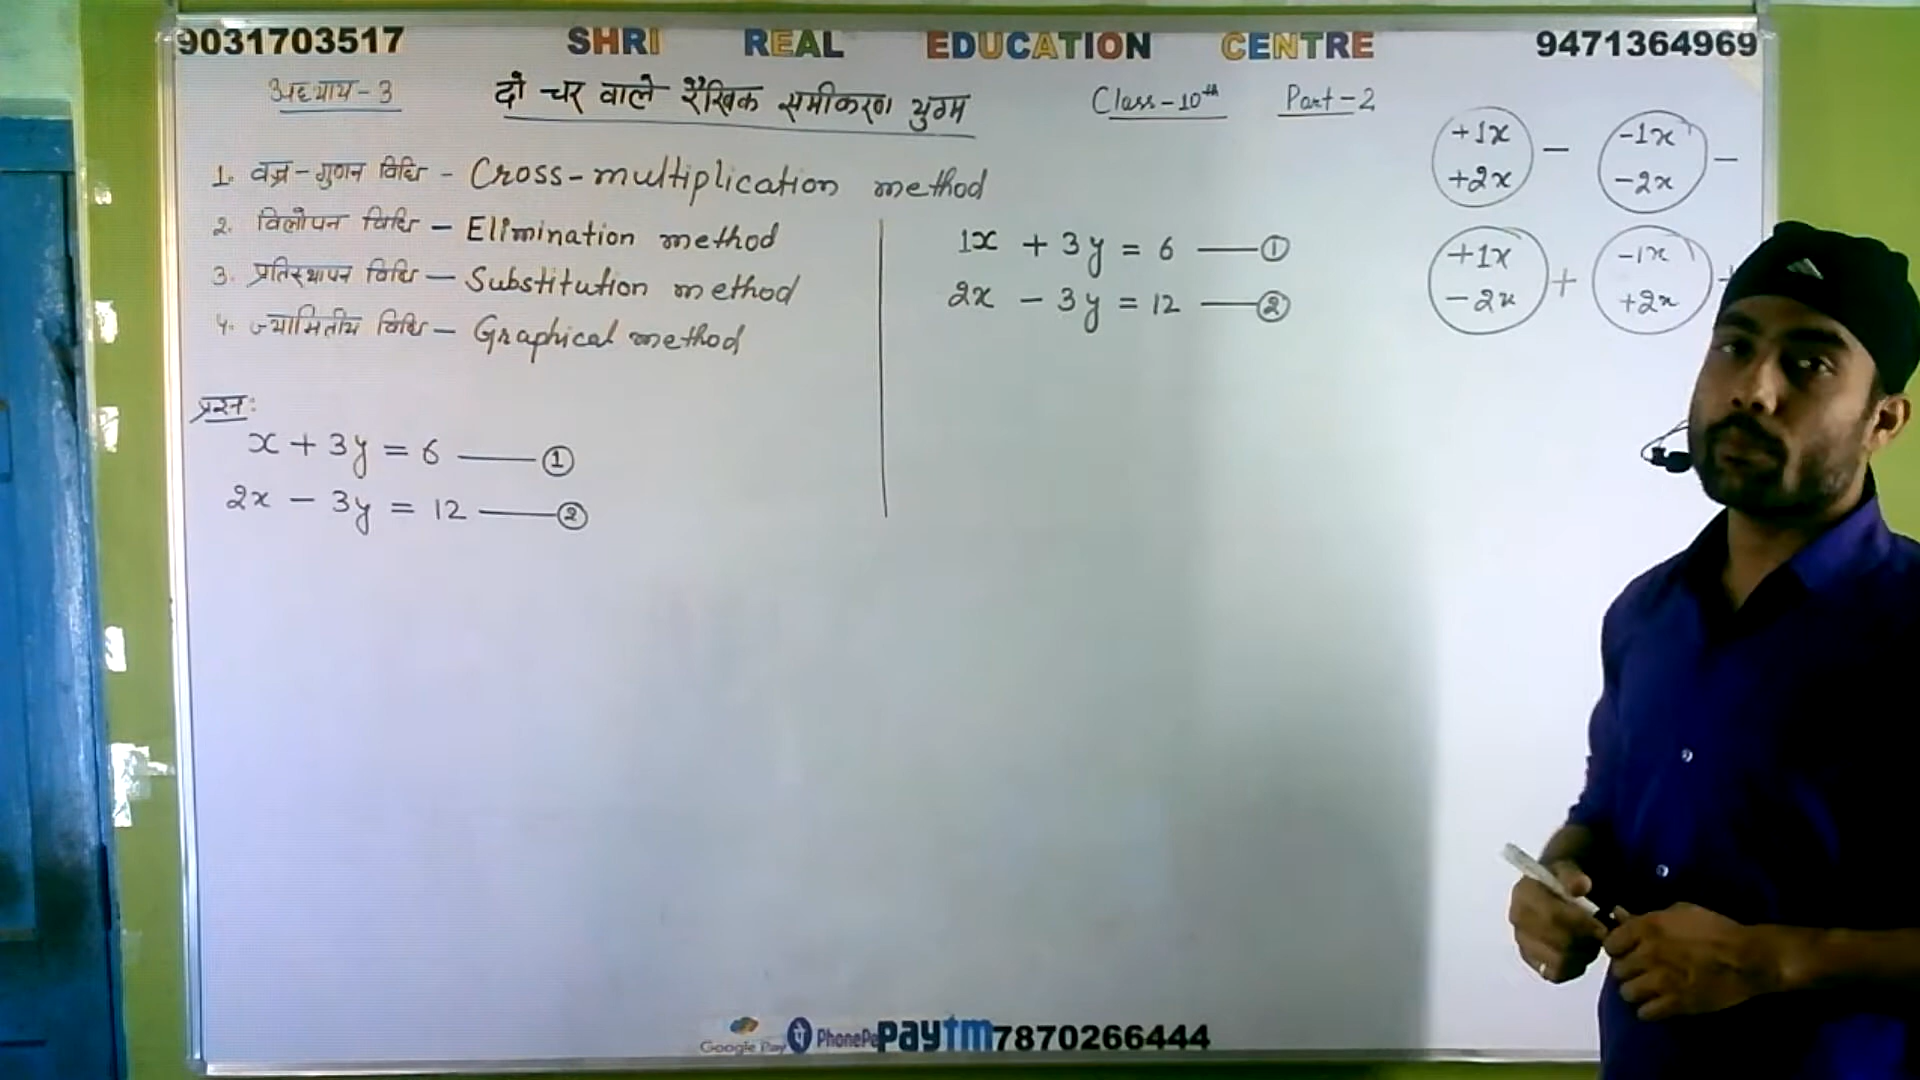 9031703517 SHRI REAL EDUCATION CENTRE 9471364969
अध्याय-3 दो चर वाले रैखिक समीकरण युग्म Class-10th Part-2
1. वज्र-गुणन विधि - Cross-multiplication method
2. विलोपन विधि - Elimination method
3. प्रतिस्थापन विधि - Substitution method
4. ज्यामितीय विधि - Graphical method
प्रश्न:
x + 3y = 6 —— ①
2x - 3y = 12 —— ②
1x + 3y = 6 —— ①
2x - 3y = 12 —— ②
+1x
+2x
-
-1x
-2x
-
+1x
-2x
+
-1x
+2x
+
Google Pay PhonePe paytm 7870266444